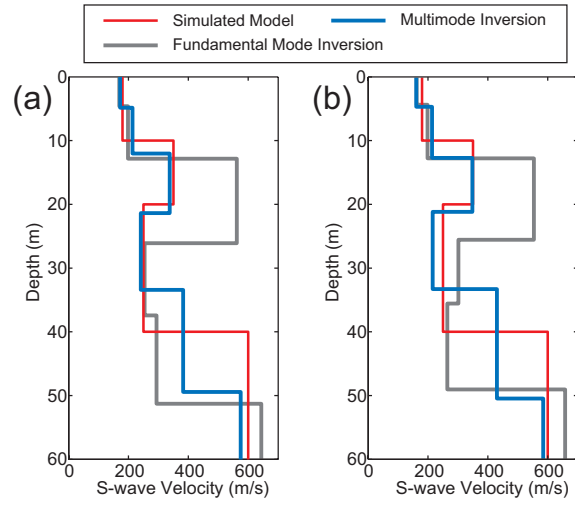 Simulated Model
Multimode Inversion
Fundamental Mode Inversion
(a)
0
10
20
30
40
50
60
Depth (m)
0
200
400
600
S-wave Velocity (m/s)
(b)
0
10
20
30
40
50
60
Depth (m)
0
200
400
600
S-wave Velocity (m/s)